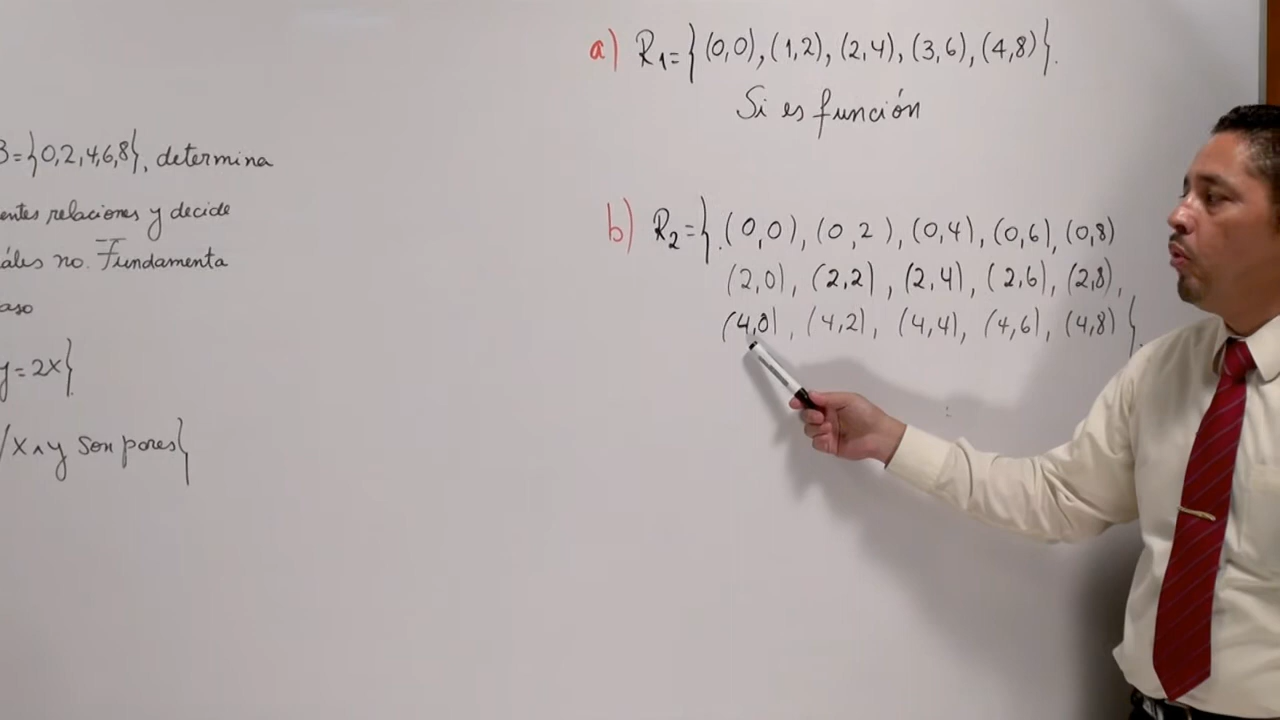 B={0,2,4,6,8}, determina
entes relaciones y decide
áles no. Fundamenta
aso
y=2x}
/x∧y son pares}
a) R1={(0,0),(1,2),(2,4),(3,6),(4,8)}.
Si es función
b) R2={(0,0),(0,2),(0,4),(0,6),(0,8)
(2,0),(2,2),(2,4),(2,6),(2,8),
(4,0),(4,2),(4,4),(4,6),(4,8)}.